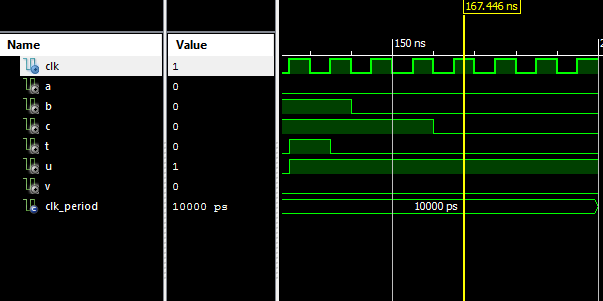 167.446 ns
Name Value 150 ns 2
clk 1
a 0
b 0
c 0
t 0
u 1
v 0
clk_period 10000 ps 10000 ps